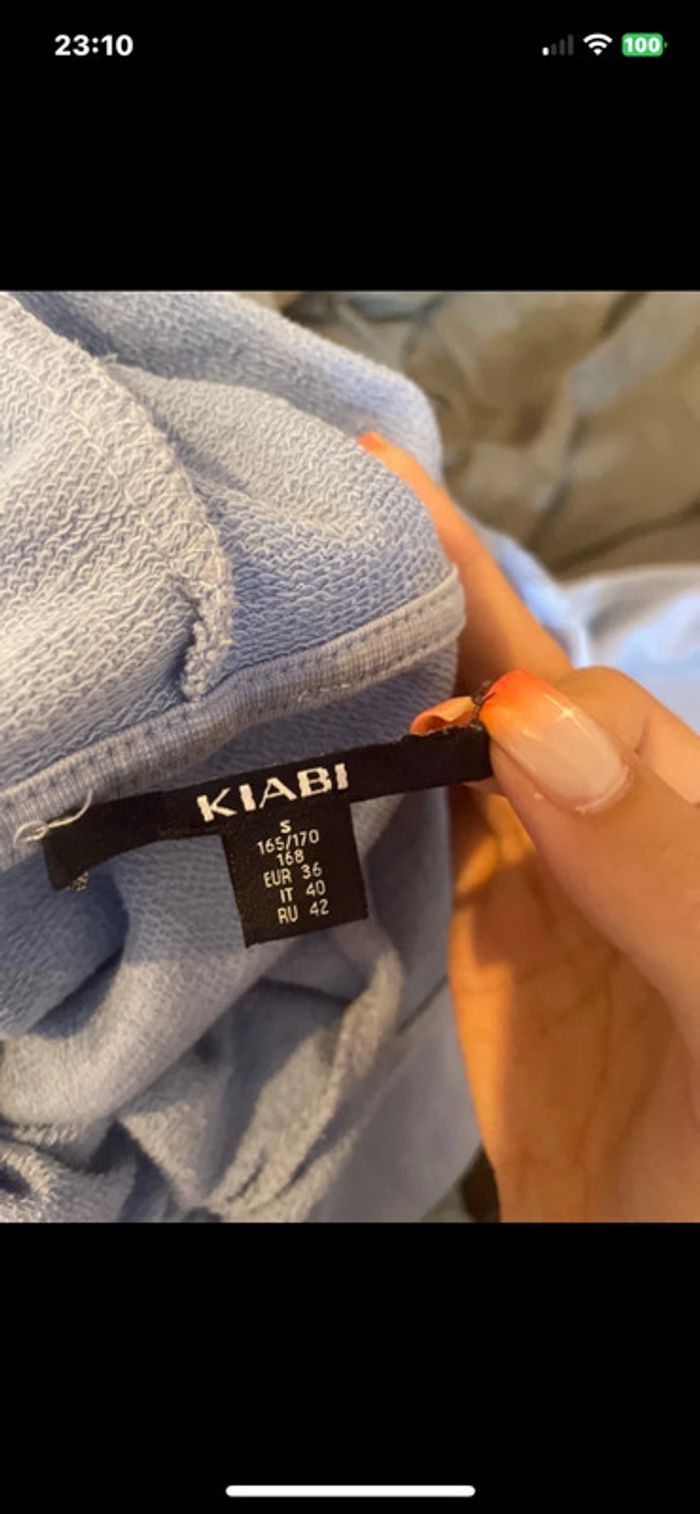 23:10
100
KIABI
S
165/170
168
EUR 36
IT 40
RU 42